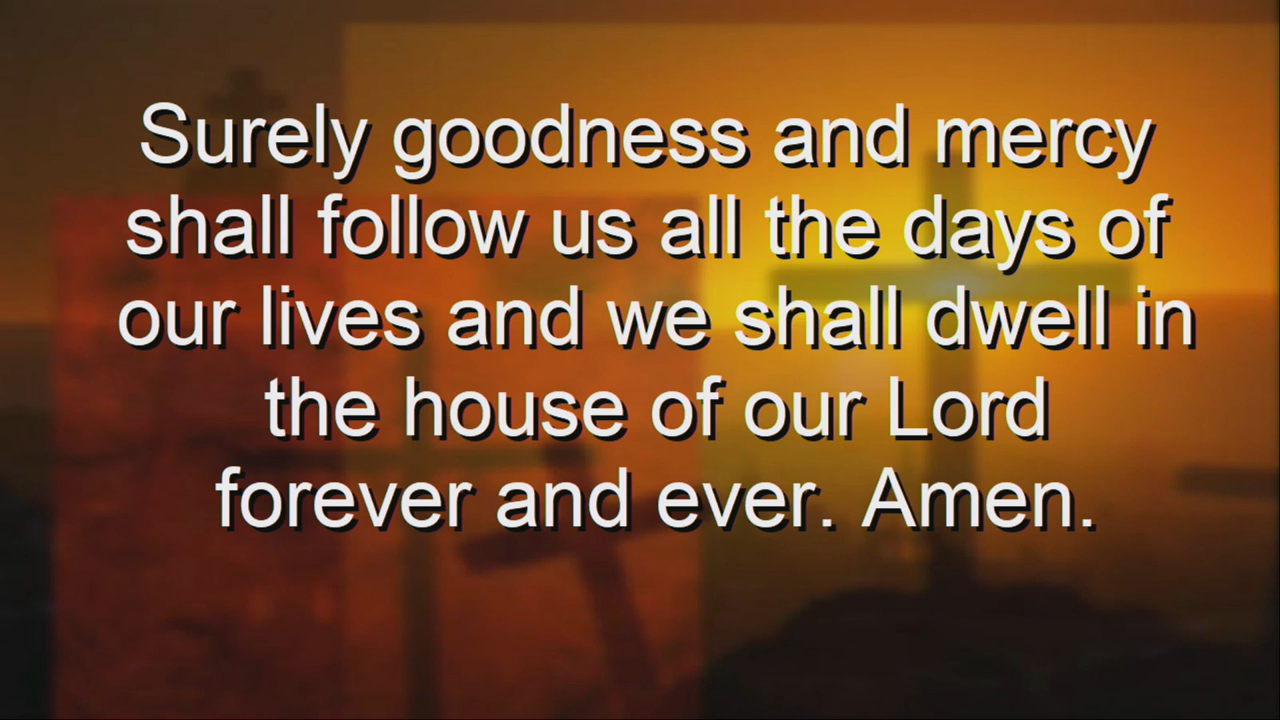 Surely goodness and mercy
shall follow us all the days of
our lives and we shall dwell in
the house of our Lord
forever and ever. Amen.